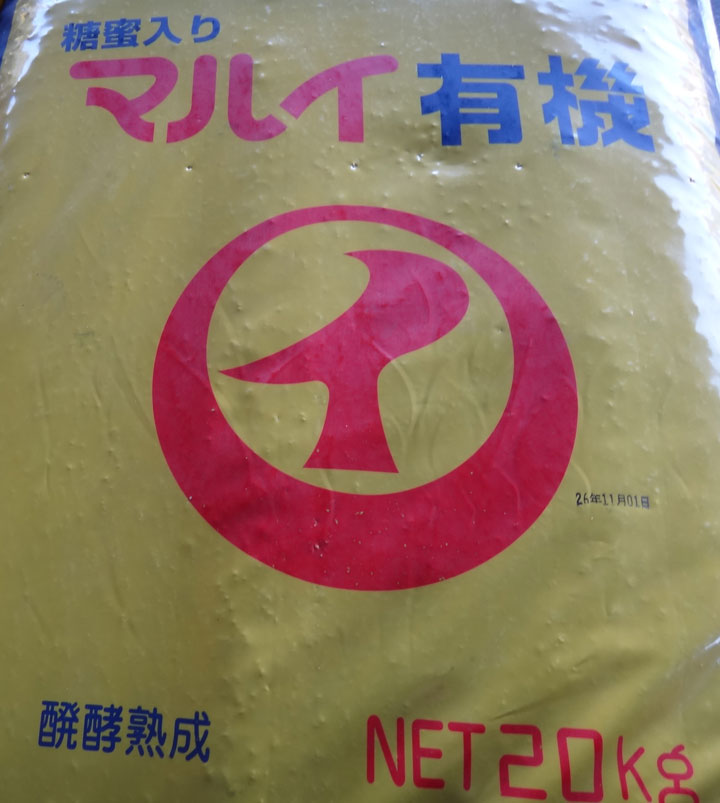 糖蜜入り
マルイ有機
イ
26年11月01日
醗酵熟成
NET20kg